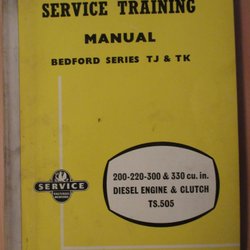 SERVICE TRAINING
MANUAL
BEDFORD SERIES TJ & TK
200-220-300 & 330 cu. in.
DIESEL ENGINE & CLUTCH
TS.505
SERVICE